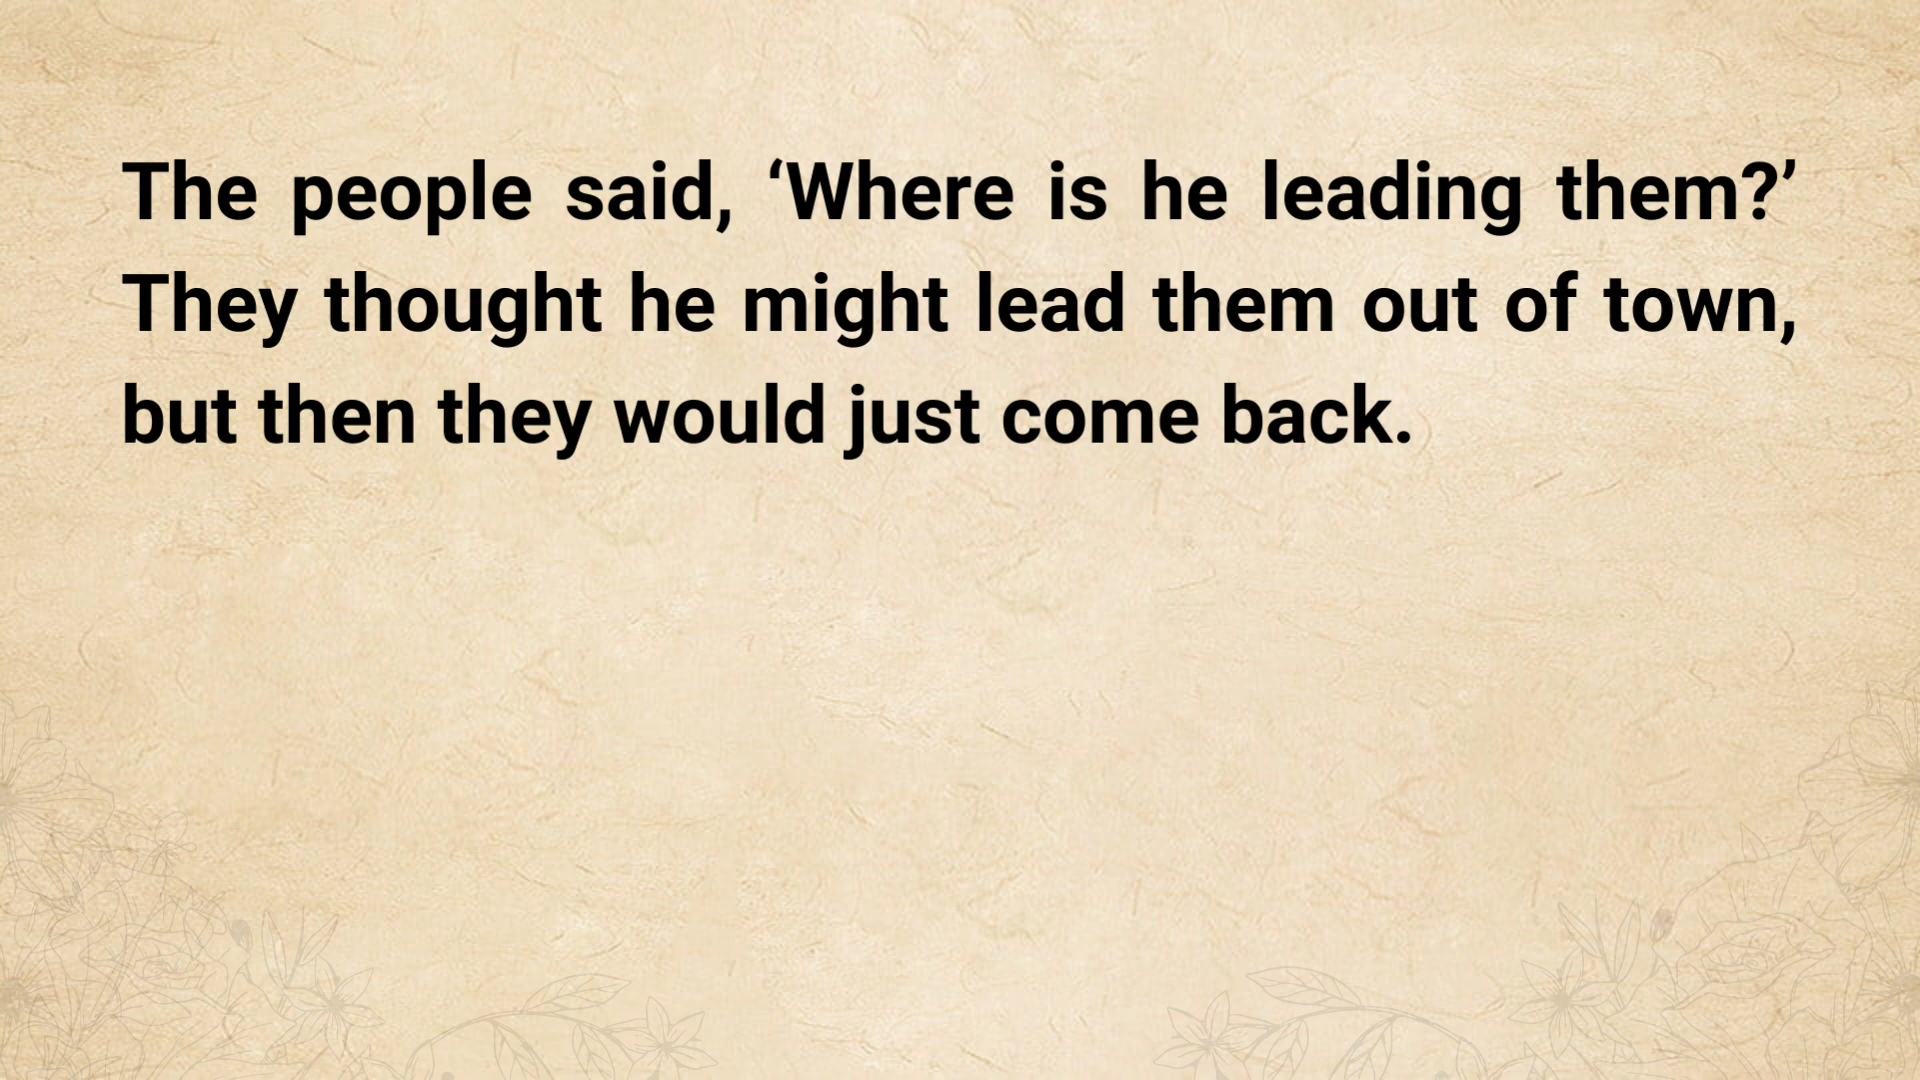 The people said, ‘Where is he leading them?’
They thought he might lead them out of town,
but then they would just come back.